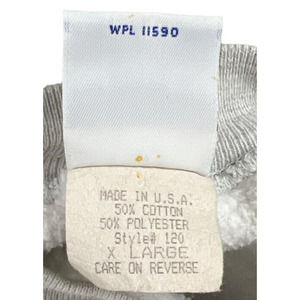 WPL 11590
MADE IN U.S.A.
50% COTTON
50% POLYESTER
Style# 120
X LARGE
CARE ON REVERSE